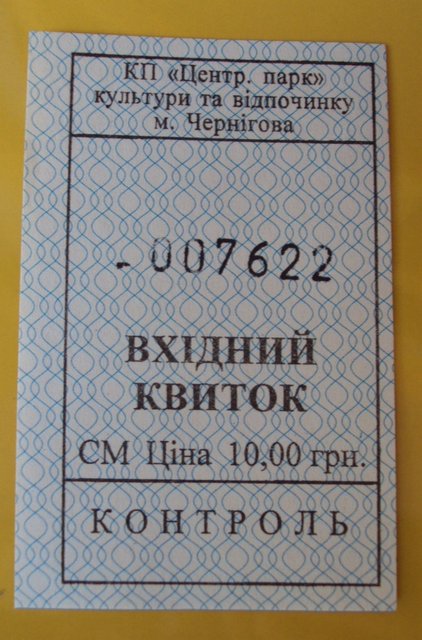 КП «Центр. парк»
культури та відпочинку
м. Чернігова
- 007622
ВХІДНИЙ
КВИТОК
СМ Ціна 10,00 грн.
КОНТРОЛЬ